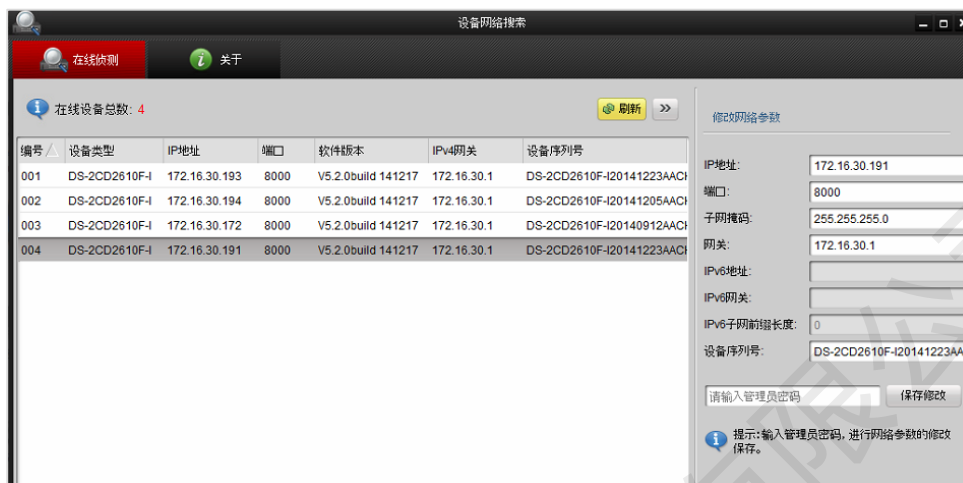 设备网络搜索
在线侦测 关于
在线设备总数: 4 刷新
编号 设备类型 IP地址 端口 软件版本 IPv4网关 设备序列号
001 DS-2CD2610F-I 172.16.30.193 8000 V5.2.0build 141217 172.16.30.1 DS-2CD2610F-I20141223AACH
002 DS-2CD2610F-I 172.16.30.194 8000 V5.2.0build 141217 172.16.30.1 DS-2CD2610F-I20141205AACH
003 DS-2CD2610F-I 172.16.30.172 8000 V5.2.0build 141217 172.16.30.1 DS-2CD2610F-I20140912AACH
004 DS-2CD2610F-I 172.16.30.191 8000 V5.2.0build 141217 172.16.30.1 DS-2CD2610F-I20141223AACH
修改网络参数
IP地址: 172.16.30.191
端口: 8000
子网掩码: 255.255.255.0
网关: 172.16.30.1
IPv6地址:
IPv6网关:
IPv6子网前缀长度: 0
设备序列号: DS-2CD2610F-I20141223AA
请输入管理员密码 保存修改
提示:输入管理员密码, 进行网络参数的修改
保存。
有限公